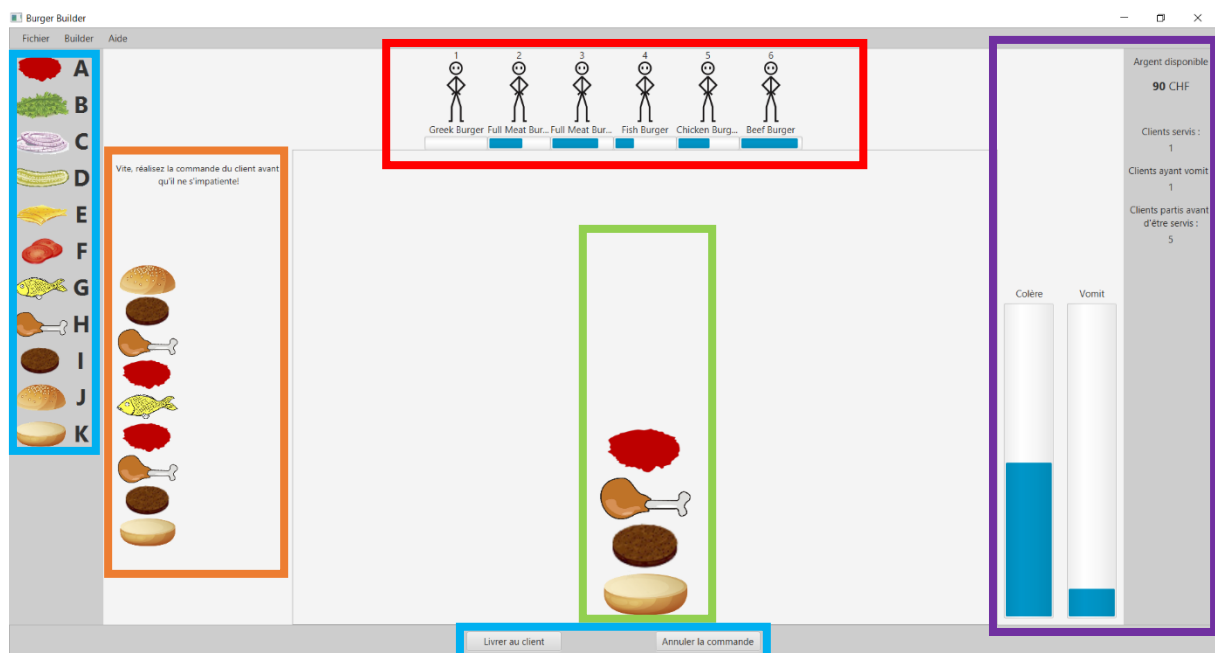 Burger Builder
Fichier Builder Aide
A
B
C
D
E
F
G
H
I
J
K
Vite, réalisez la commande du client avant
qu'il ne s'impatiente!
1 2 3 4 5 6
Greek Burger Full Meat Bur... Full Meat Bur... Fish Burger Chicken Burg... Beef Burger
Argent disponible
90 CHF
Clients servis :
1
Clients ayant vomit
1
Clients partis avant
d'être servis :
5
Colère Vomit
Livrer au client Annuler la commande